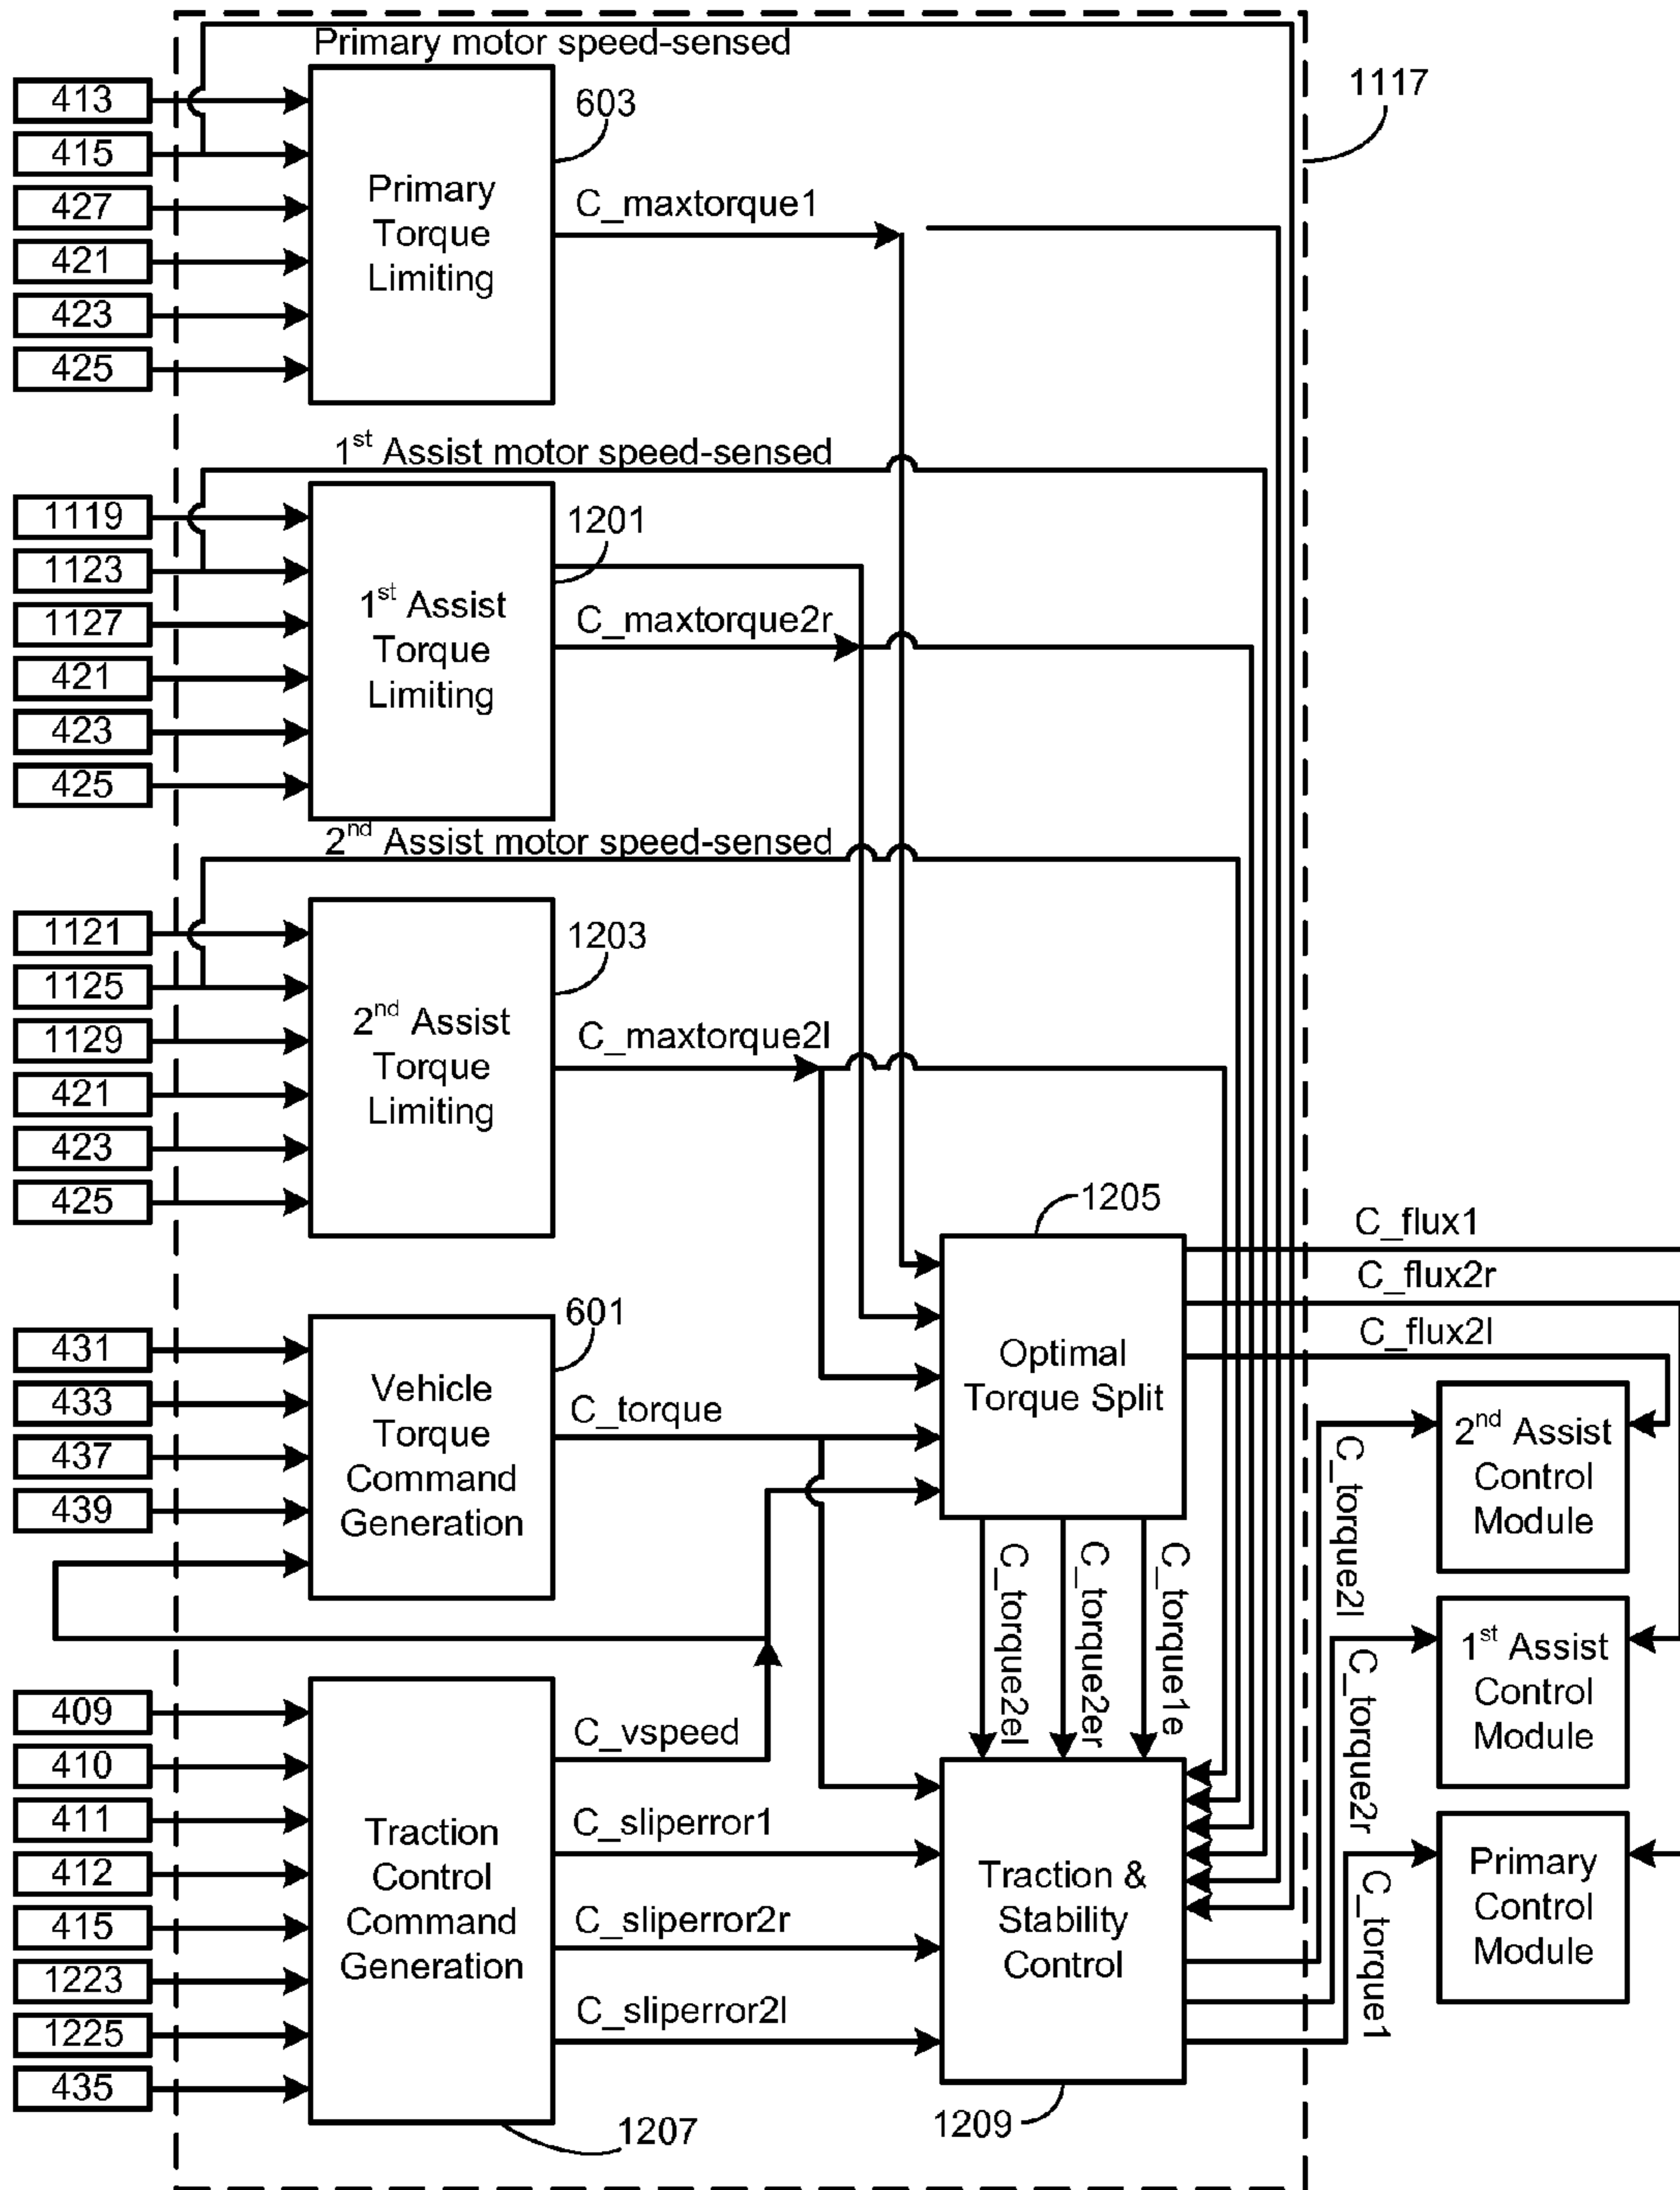 Primary motor speed-sensed
1117
413
415
427
421
423
425
603
Primary
Torque
Limiting
C_maxtorque1
1st Assist motor speed-sensed
1119
1123
1127
421
423
425
1201
1st Assist
Torque
Limiting
C_maxtorque2r
2nd Assist motor speed-sensed
1121
1125
1129
421
423
425
1203
2nd Assist
Torque
Limiting
C_maxtorque2l
1205
Optimal
Torque Split
C_flux1
C_flux2r
C_flux2l
431
433
437
439
601
Vehicle
Torque
Command
Generation
C_torque
C_torque2el
C_torque2er
C_torque1e
C_torque2l
C_torque2r
C_torque1
2nd Assist
Control
Module
1st Assist
Control
Module
Primary
Control
Module
409
410
411
412
415
1223
1225
435
Traction
Control
Command
Generation
1207
C_vspeed
C_sliperror1
C_sliperror2r
C_sliperror2l
Traction &
Stability
Control
1209